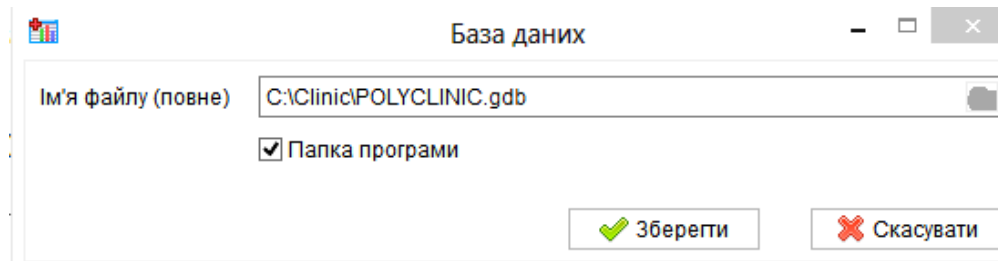 База даних
Ім'я файлу (повне) C:\Clinic\POLYCLINIC.gdb
Папка програми
Зберегти Скасувати